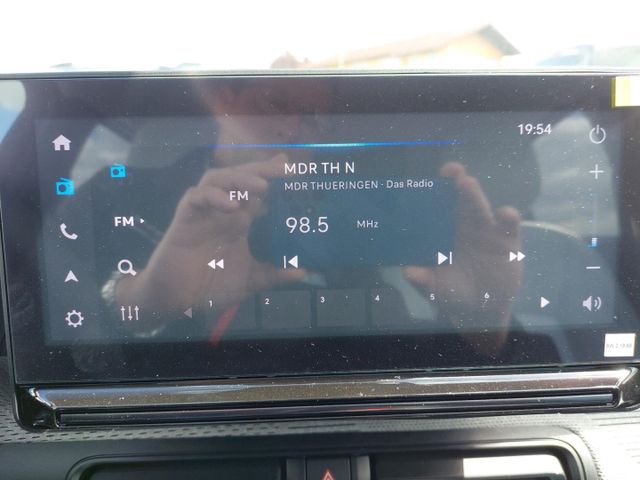 19:54
MDR TH N
MDR THUERINGEN · Das Radio
FM
FM
98.5 MHz
1 2 3 4 5 6